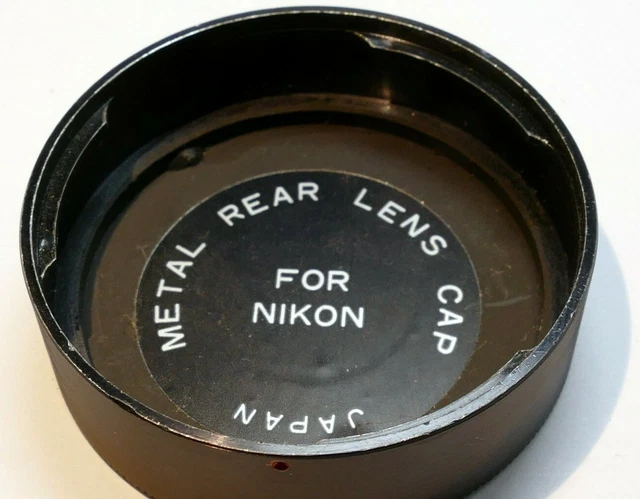 METAL REAR LENS CAP
FOR
NIKON
JAPAN